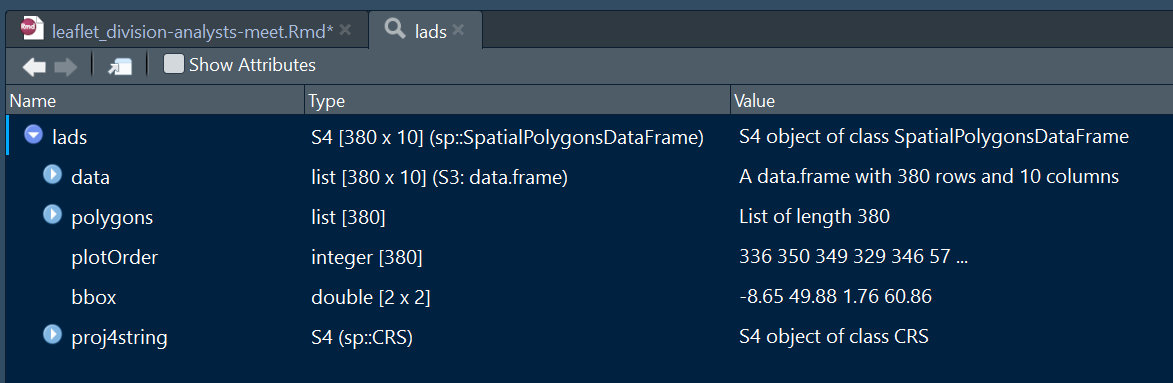 leaflet_division-analysts-meet.Rmd* lads
Show Attributes
Name Type Value
lads S4 [380 x 10] (sp::SpatialPolygonsDataFrame) S4 object of class SpatialPolygonsDataFrame
data list [380 x 10] (S3: data.frame) A data.frame with 380 rows and 10 columns
polygons list [380] List of length 380
plotOrder integer [380] 336 350 349 329 346 57 ...
bbox double [2 x 2] -8.65 49.88 1.76 60.86
proj4string S4 (sp::CRS) S4 object of class CRS